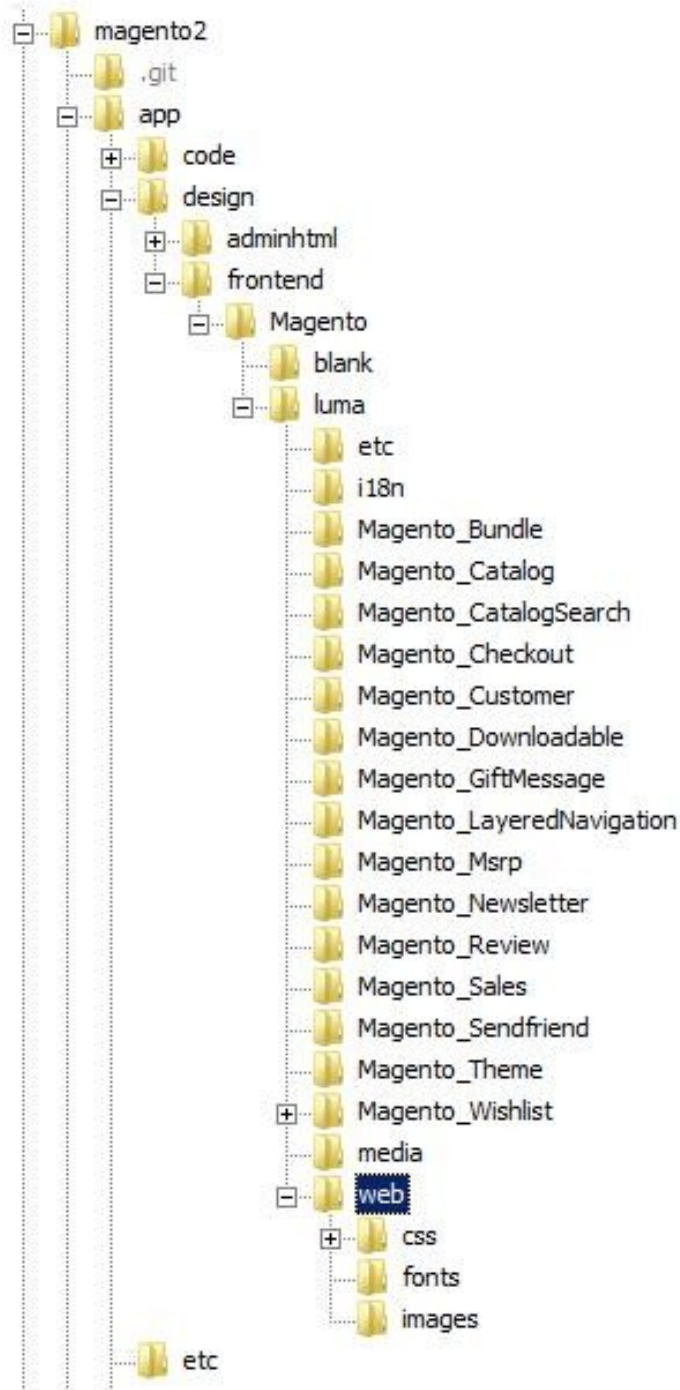 magento2
.git
app
code
design
adminhtml
frontend
Magento
blank
luma
etc
i18n
Magento_Bundle
Magento_Catalog
Magento_CatalogSearch
Magento_Checkout
Magento_Customer
Magento_Downloadable
Magento_GiftMessage
Magento_LayeredNavigation
Magento_Msrp
Magento_Newsletter
Magento_Review
Magento_Sales
Magento_Sendfriend
Magento_Theme
Magento_Wishlist
media
web
css
fonts
images
etc